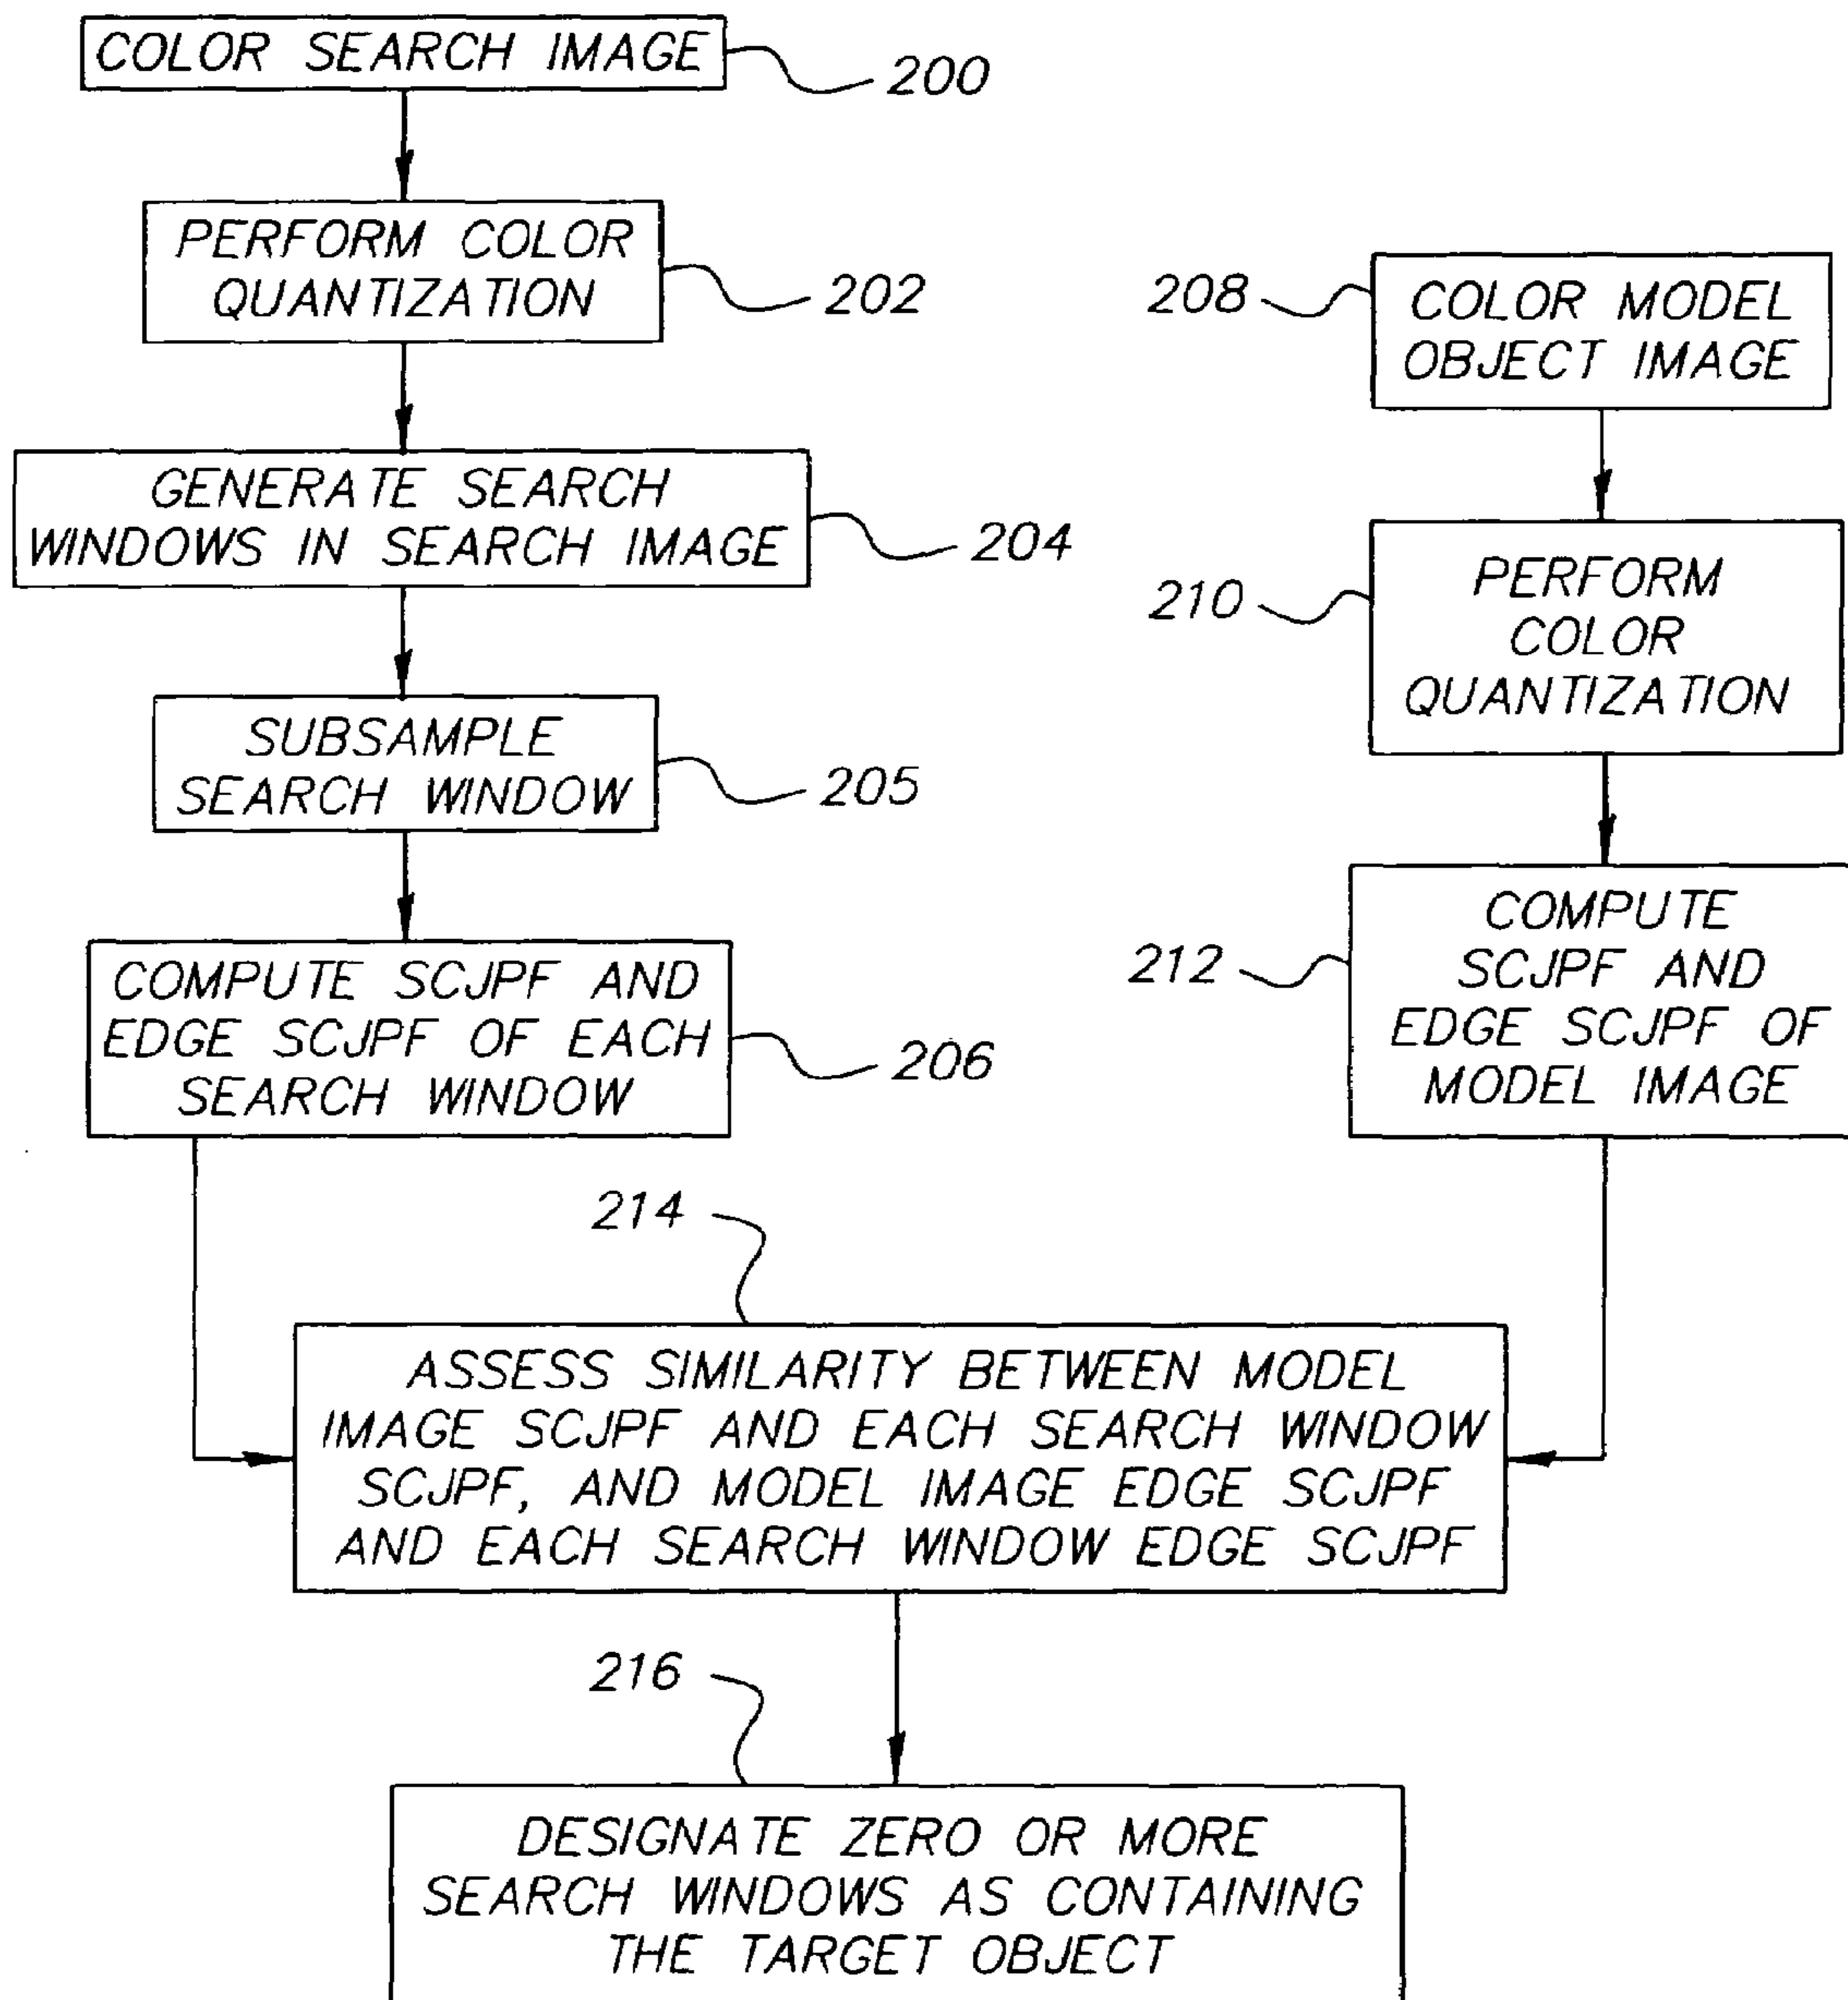 COLOR SEARCH IMAGE
200
PERFORM COLOR
QUANTIZATION
202
GENERATE SEARCH
WINDOWS IN SEARCH IMAGE
204
SUBSAMPLE
SEARCH WINDOW
205
COMPUTE SCJPF AND
EDGE SCJPF OF EACH
SEARCH WINDOW
206
208
COLOR MODEL
OBJECT IMAGE
210
PERFORM
COLOR
QUANTIZATION
212
COMPUTE
SCJPF AND
EDGE SCJPF OF
MODEL IMAGE
214
ASSESS SIMILARITY BETWEEN MODEL
IMAGE SCJPF AND EACH SEARCH WINDOW
SCJPF, AND MODEL IMAGE EDGE SCJPF
AND EACH SEARCH WINDOW EDGE SCJPF
216
DESIGNATE ZERO OR MORE
SEARCH WINDOWS AS CONTAINING
THE TARGET OBJECT